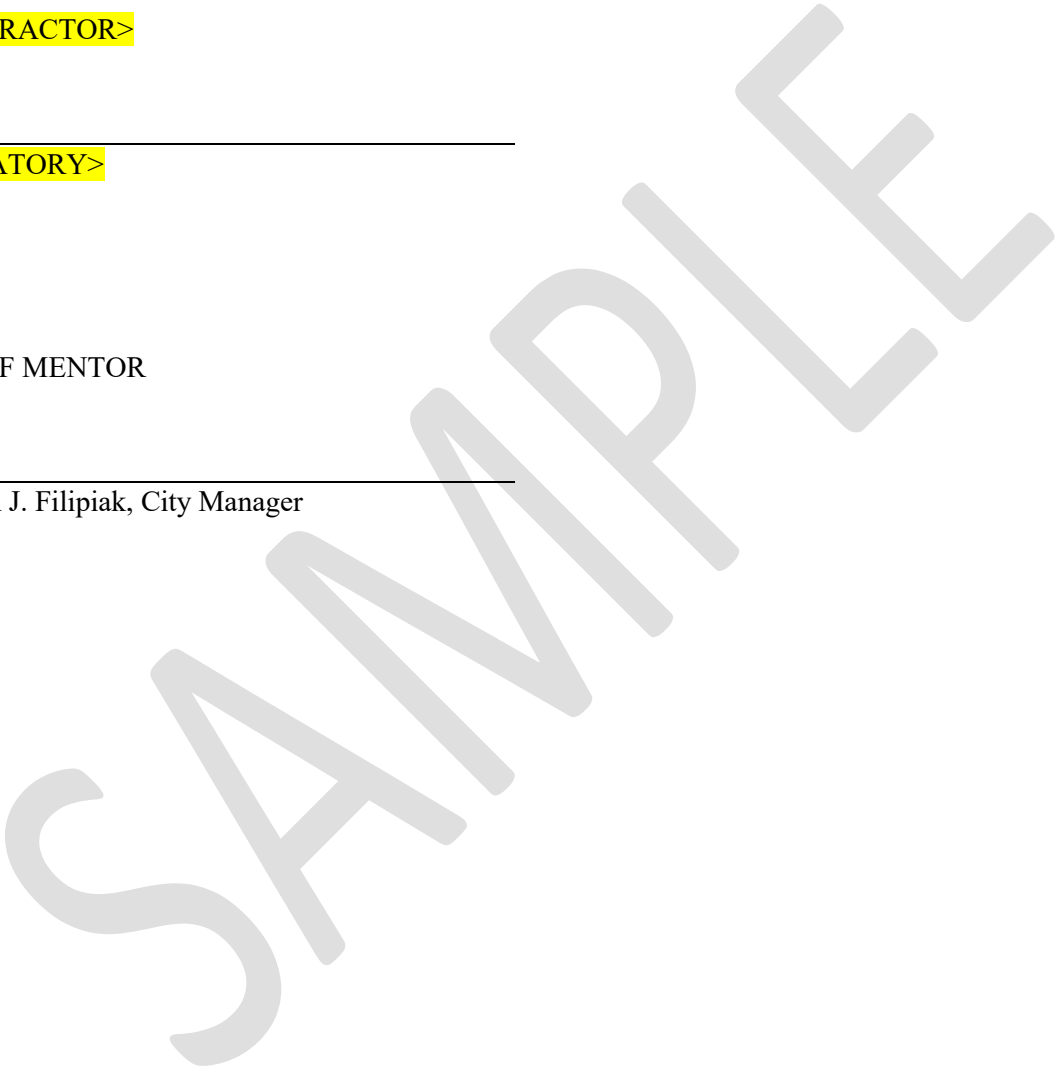 RACTOR>
ATORY>
F MENTOR
J. Filipiak, City Manager
SAMPLE